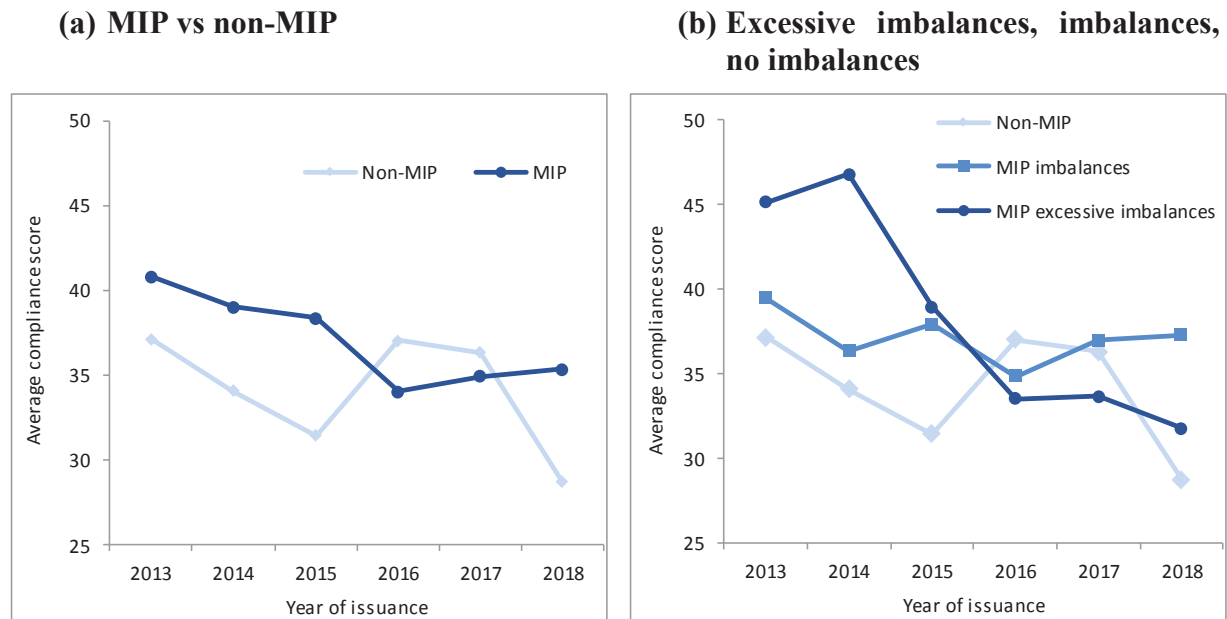 (a) MIP vs non-MIP
50
45
40
35
30
25
Average compliance score
Non-MIP
MIP
2013 2014 2015 2016 2017 2018
Year of issuance
(b) Excessive imbalances, imbalances,
no imbalances
50
45
40
35
30
25
Average compliance score
Non-MIP
MIP imbalances
MIP excessive imbalances
2013 2014 2015 2016 2017 2018
Year of issuance